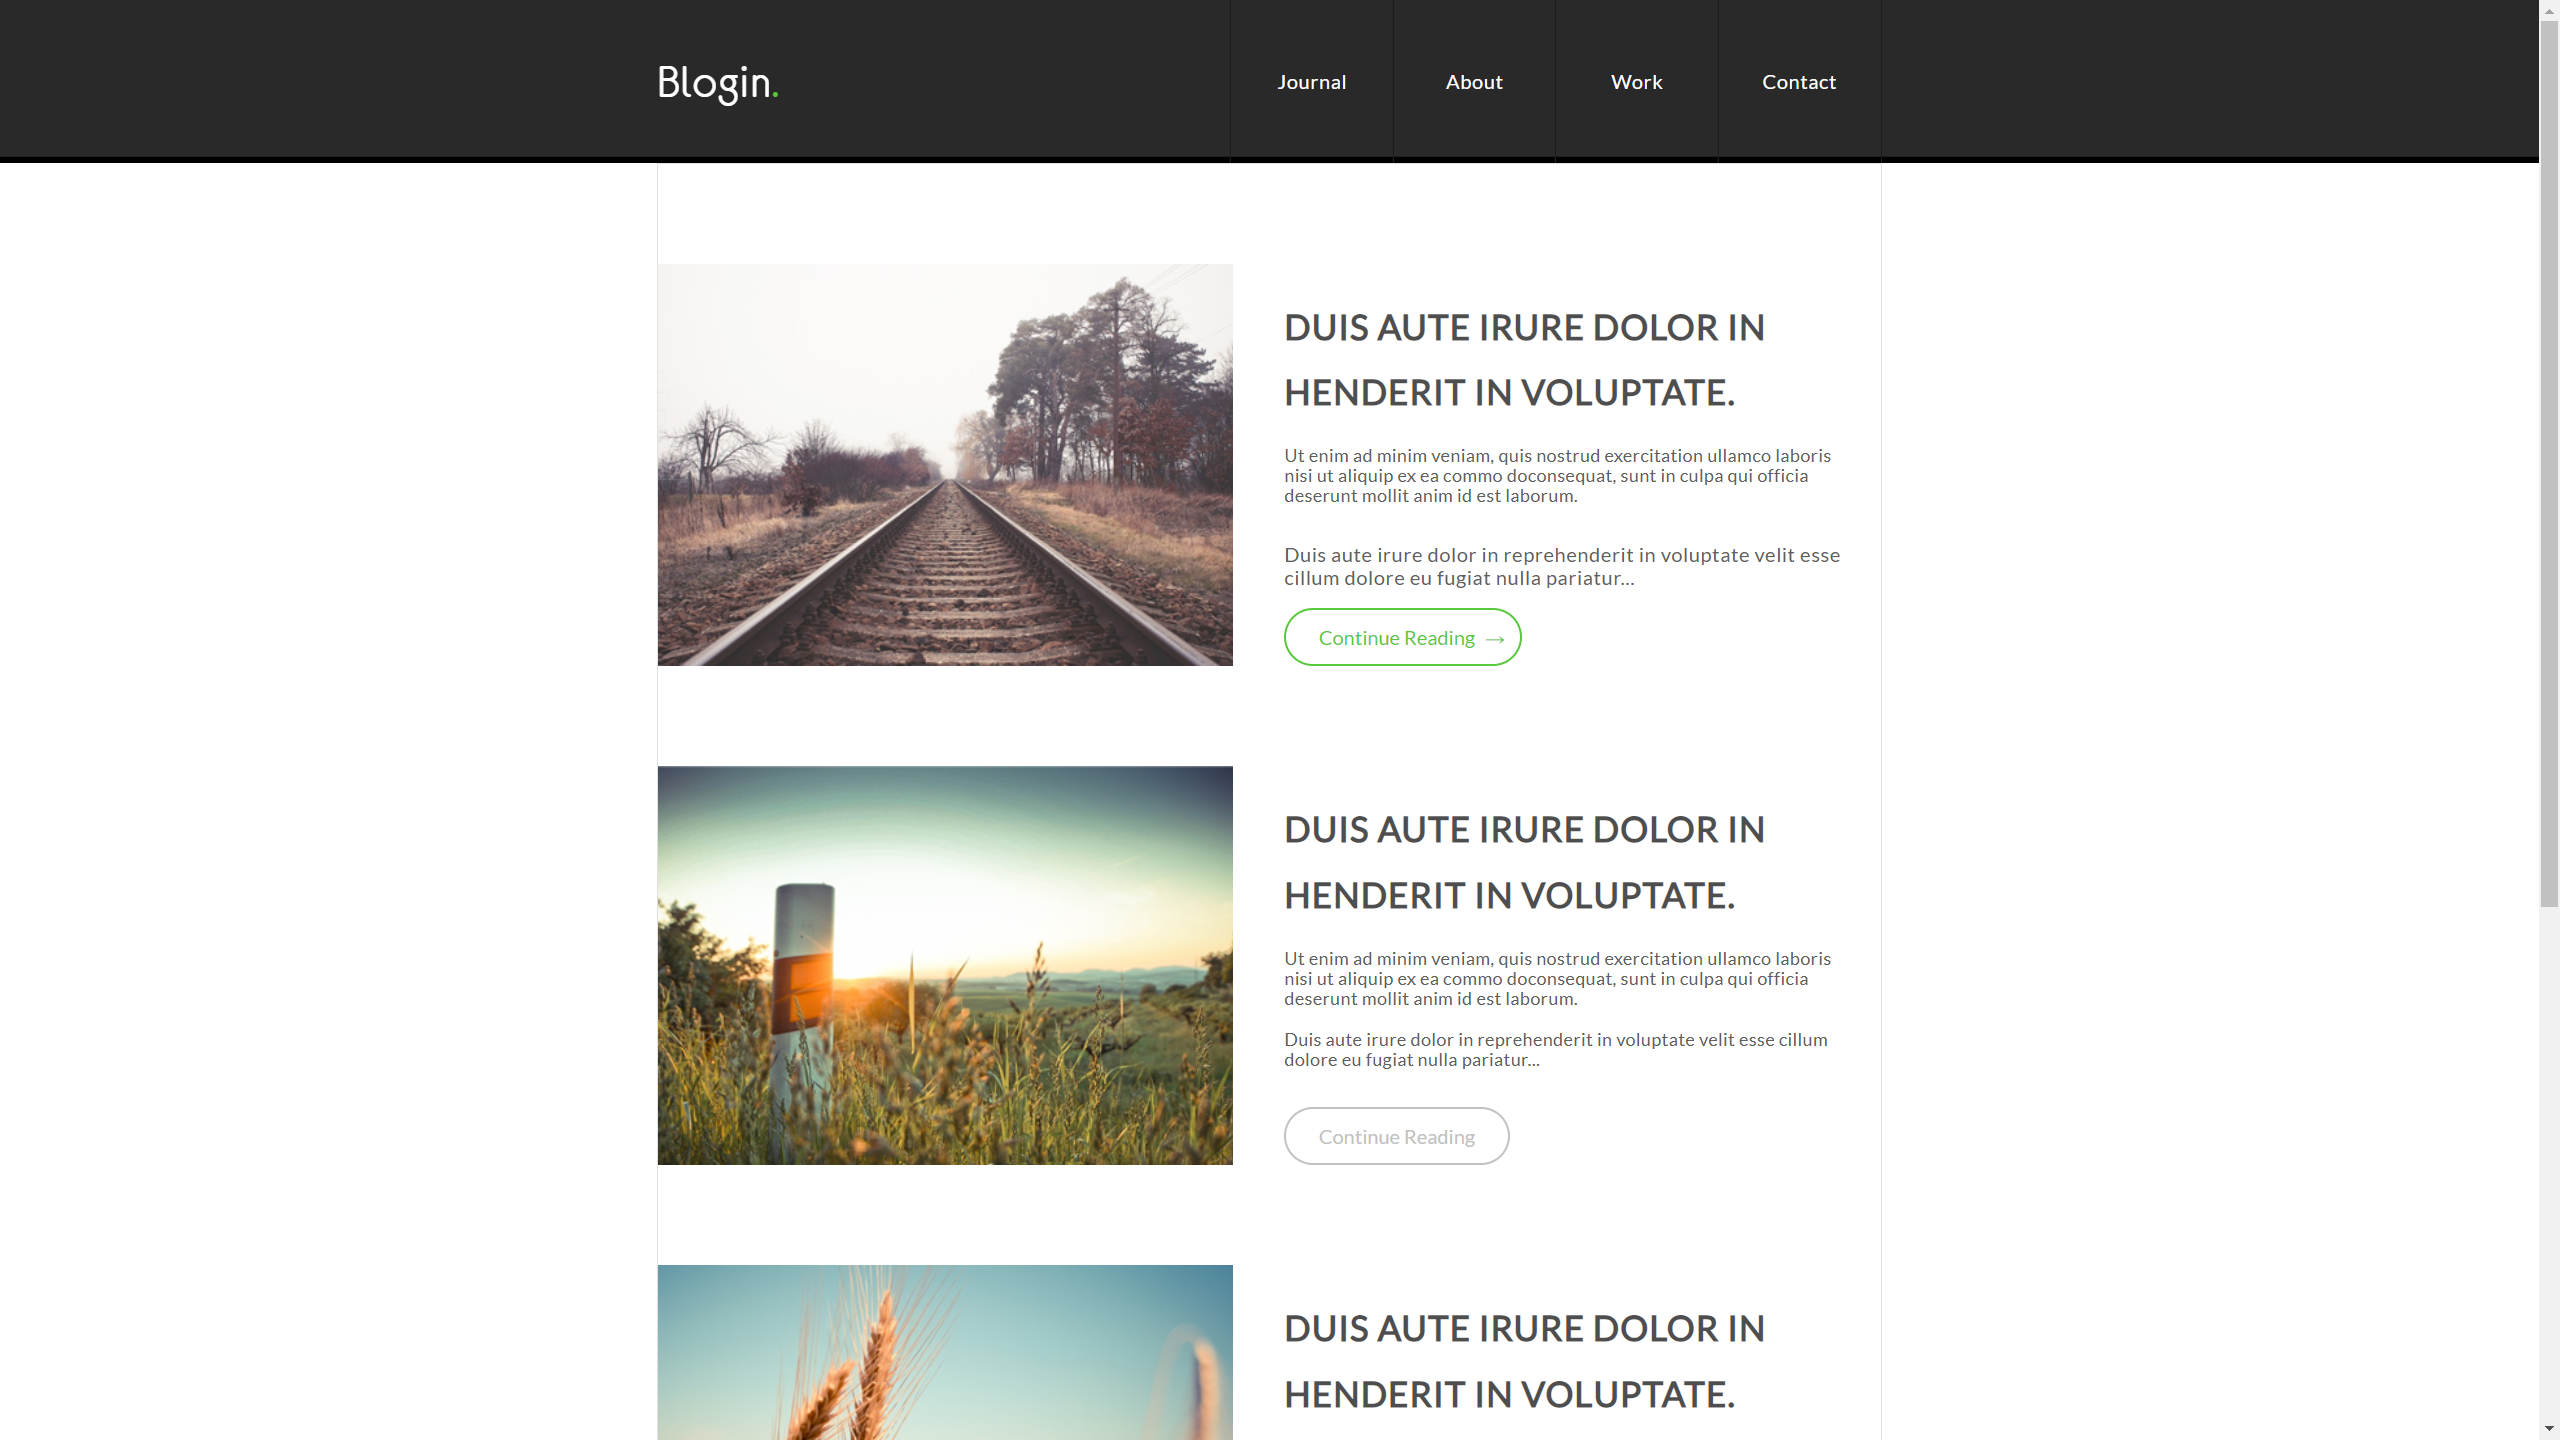 Blogin.
Journal
About
Work
Contact
DUIS AUTE IRURE DOLOR IN
HENDERIT IN VOLUPTATE.
Ut enim ad minim veniam, quis nostrud exercitation ullamco laboris
nisi ut aliquip ex ea commo doconsequat, sunt in culpa qui officia
deserunt mollit anim id est laborum.
Duis aute irure dolor in reprehenderit in voluptate velit esse
cillum dolore eu fugiat nulla pariatur...
Continue Reading →
DUIS AUTE IRURE DOLOR IN
HENDERIT IN VOLUPTATE.
Ut enim ad minim veniam, quis nostrud exercitation ullamco laboris
nisi ut aliquip ex ea commo doconsequat, sunt in culpa qui officia
deserunt mollit anim id est laborum.
Duis aute irure dolor in reprehenderit in voluptate velit esse cillum
dolore eu fugiat nulla pariatur...
Continue Reading
DUIS AUTE IRURE DOLOR IN
HENDERIT IN VOLUPTATE.